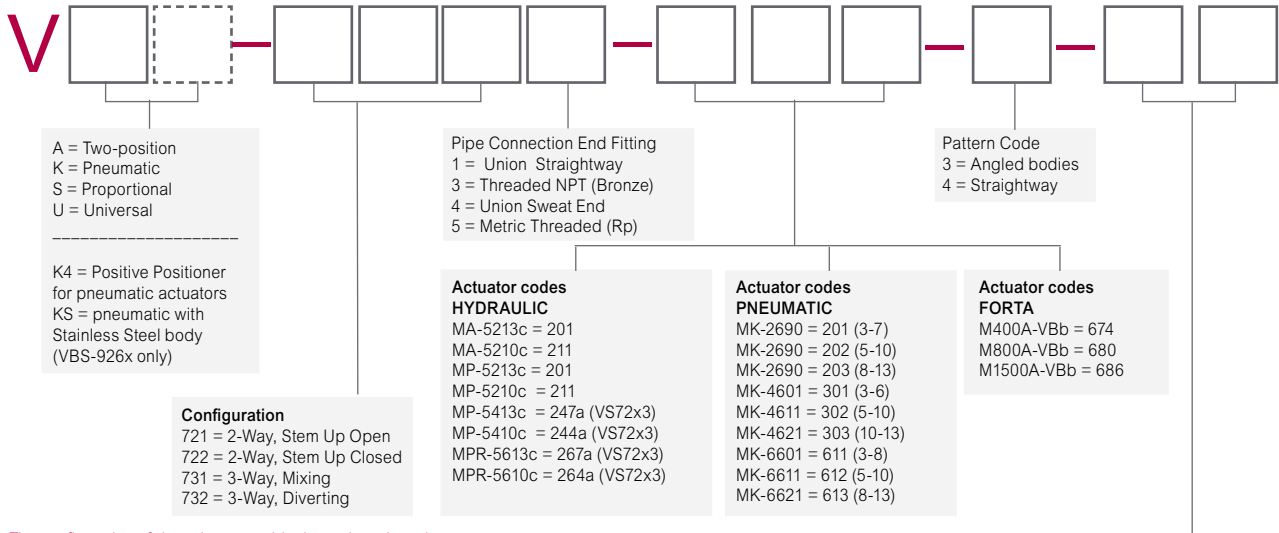 V
A = Two-position
K = Pneumatic
S = Proportional
U = Universal
____________________
K4 = Positive Positioner
for pneumatic actuators
KS = pneumatic with
Stainless Steel body
(VBS-926x only)
Configuration
721 = 2-Way, Stem Up Open
722 = 2-Way, Stem Up Closed
731 = 3-Way, Mixing
732 = 3-Way, Diverting
Pipe Connection End Fitting
1 = Union Straightway
3 = Threaded NPT (Bronze)
4 = Union Sweat End
5 = Metric Threaded (Rp)
Actuator codes
HYDRAULIC
MA-5213c = 201
MA-5210c = 211
MP-5213c = 201
MP-5210c = 211
MP-5413c = 247a (VS72x3)
MP-5410c = 244a (VS72x3)
MPR-5613c = 267a (VS72x3)
MPR-5610c = 264a (VS72x3)
Actuator codes
PNEUMATIC
MK-2690 = 201 (3-7)
MK-2690 = 202 (5-10)
MK-2690 = 203 (8-13)
MK-4601 = 301 (3-6)
MK-4611 = 302 (5-10)
MK-4621 = 303 (10-13)
MK-6601 = 611 (3-8)
MK-6611 = 612 (5-10)
MK-6621 = 613 (8-13)
Actuator codes
FORTA
M400A-VBb = 674
M800A-VBb = 680
M1500A-VBb = 686
Pattern Code
3 = Angled bodies
4 = Straightway